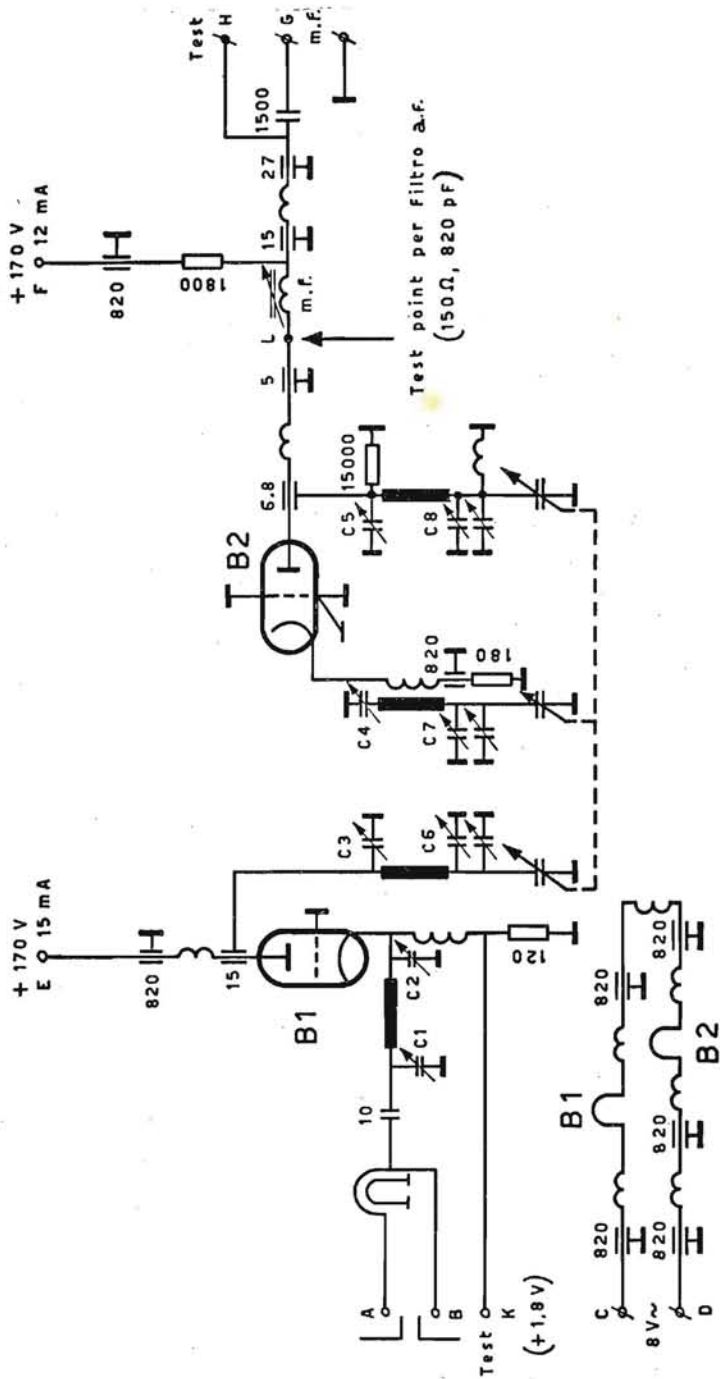 + 170 V
E 15 mA
820
15
B1
10
C1
C2
120
A
B
Test K
(+ 1,8 V)
C3
C6
C4
C7
820
180
B2
6.8
C5
15000
C8
5
L
m.f.
+ 170 V
F 12 mA
820
1800
15
27
1500
Test
H
G
m.f.
Test point per Filtro a.f.
(150Ω, 820 pF)
C
8 V~
D
820
820
B1
820
820
B2
820